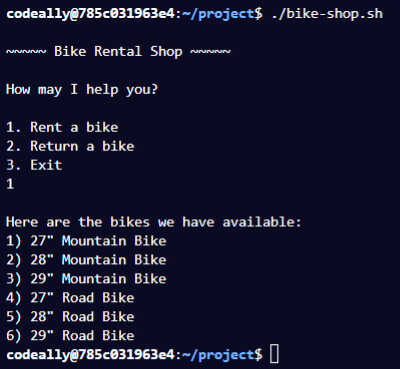 codeally@785c031963e4:~/project$ ./bike-shop.sh
~~~~~ Bike Rental Shop ~~~~~
How may I help you?
1. Rent a bike
2. Return a bike
3. Exit
1
Here are the bikes we have available:
1) 27" Mountain Bike
2) 28" Mountain Bike
3) 29" Mountain Bike
4) 27" Road Bike
5) 28" Road Bike
6) 29" Road Bike
codeally@785c031963e4:~/project$